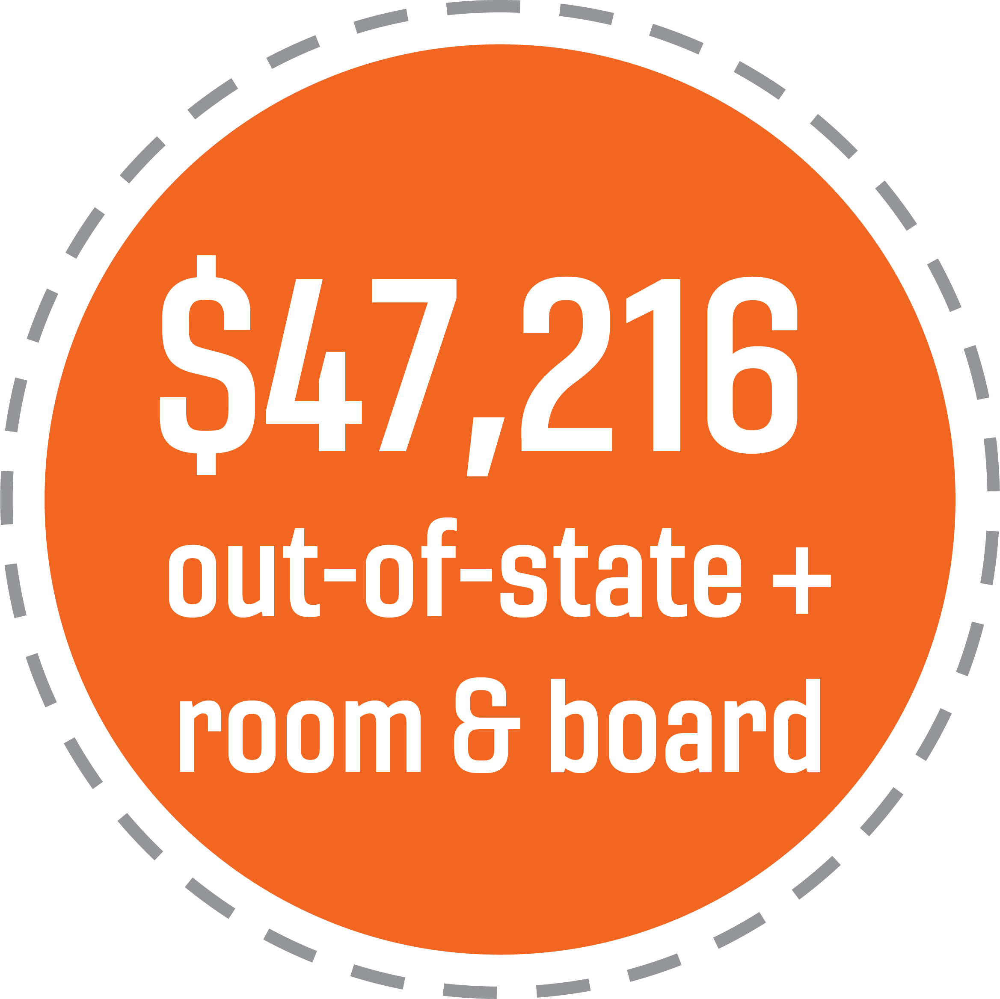 $47,216
out-of-state +
room & board